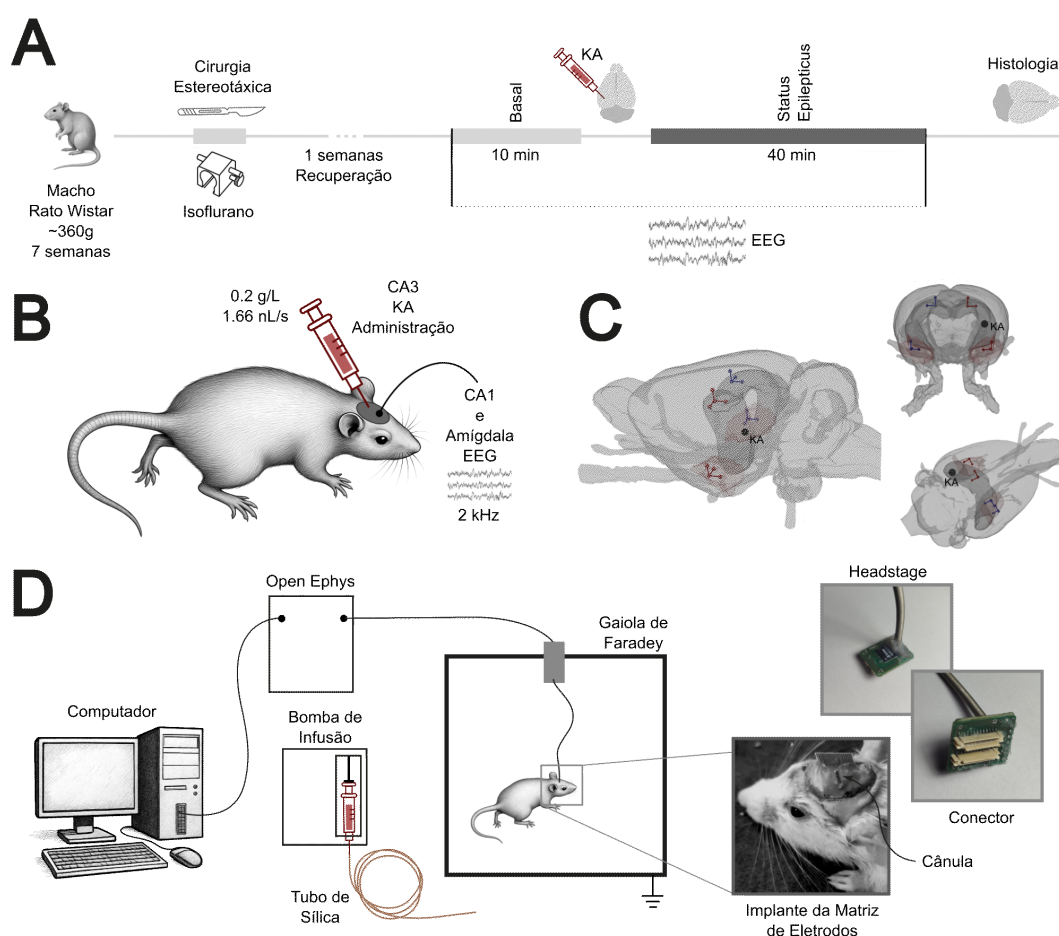 A
Cirurgia
Estereotáxica
KA
Basal
Status
Epilepticus
Histologia
10 min
40 min
1 semanas
Recuperação
Isoflurano
Macho
Rato Wistar
~360g
7 semanas
EEG
B
0.2 g/L
1.66 nL/s
CA3
KA
Administração
CA1
e
Amígdala
EEG
2 kHz
C
KA
KA
KA
D
Open Ephys
Computador
Bomba de
Infusão
Tubo de
Sílica
Gaiola de
Faradey
Headstage
Conector
Cânula
Implante da Matriz
de Eletrodos